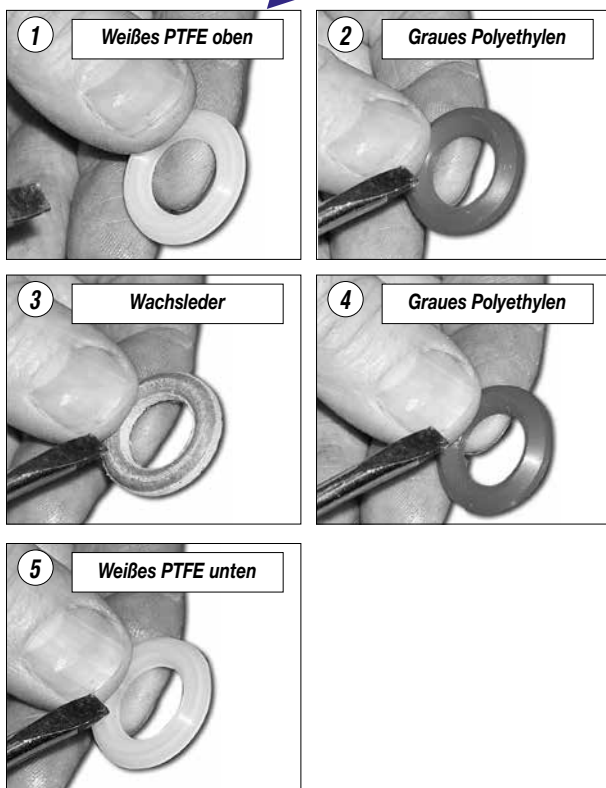 1
Weißes PTFE oben
2
Graues Polyethylen
3
Wachsleder
4
Graues Polyethylen
5
Weißes PTFE unten